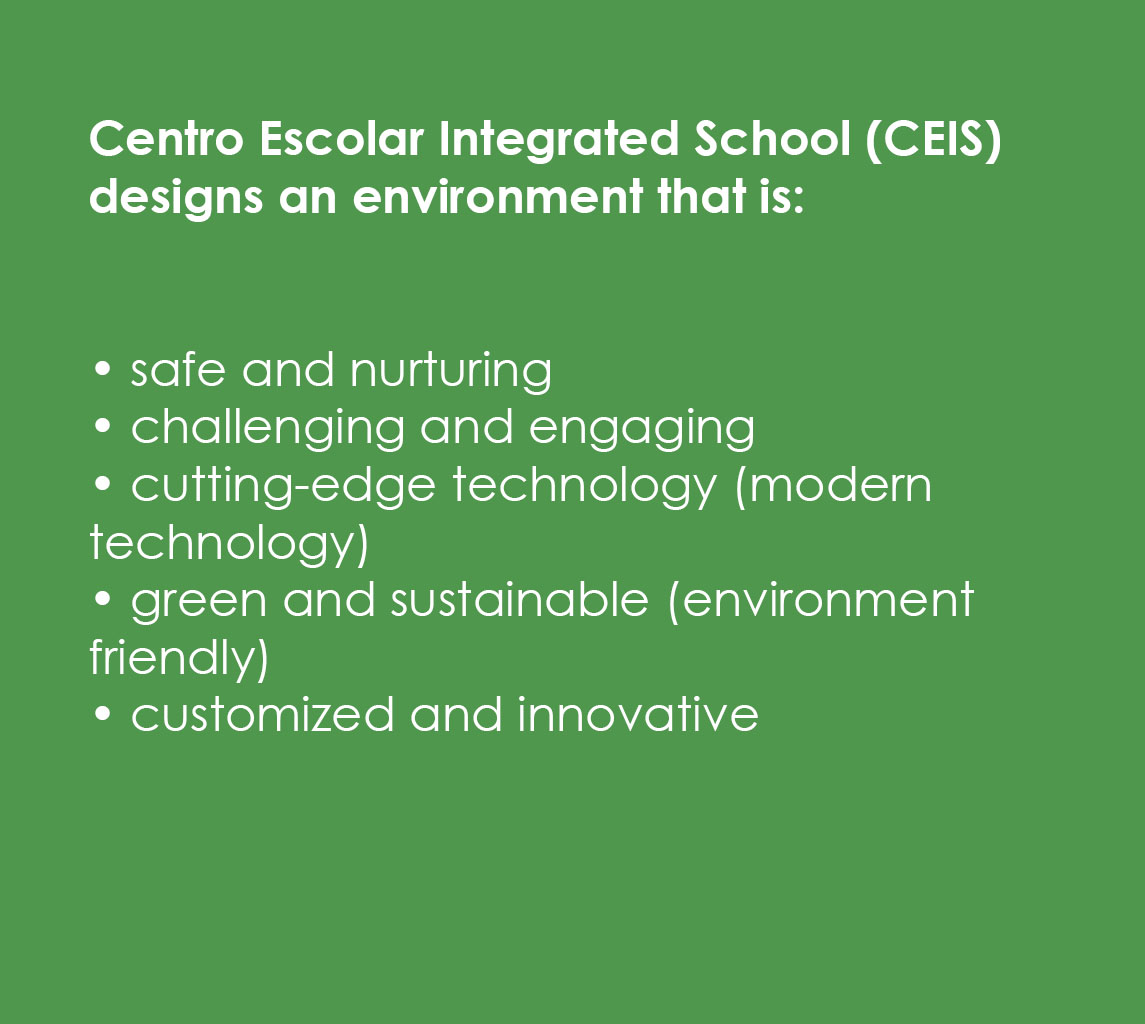 Centro Escolar Integrated School (CEIS)
designs an environment that is:
• safe and nurturing
• challenging and engaging
• cutting-edge technology (modern
technology)
• green and sustainable (environment
friendly)
• customized and innovative